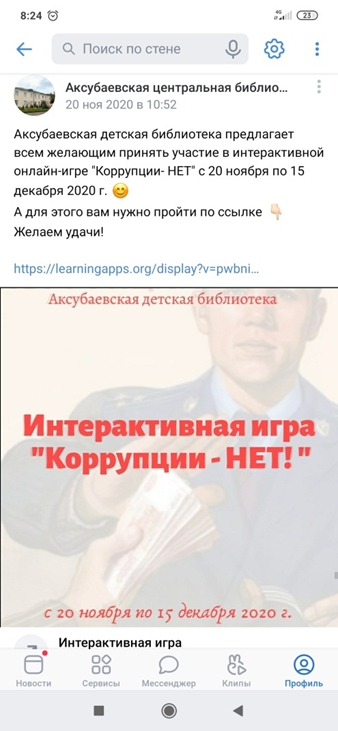 8:24
4G
23
Поиск по стене
Аксубаевская центральная библио...
20 ноя 2020 в 10:52
Аксубаевская детская библиотека предлагает
всем желающим принять участие в интерактивной
онлайн-игре "Коррупции- НЕТ" с 20 ноября по 15
декабря 2020 г. 😊
А для этого вам нужно пройти по ссылке 👇🏻
Желаем удачи!
https://learningapps.org/display?v=pwbni...
Аксубаевская детская библиотека
Интерактивная игра
"Коррупции - НЕТ! "
с 20 ноября по 15 декабря 2020 г.
Интерактивная игра
Новости
Сервисы
Мессенджер
Клипы
Профиль